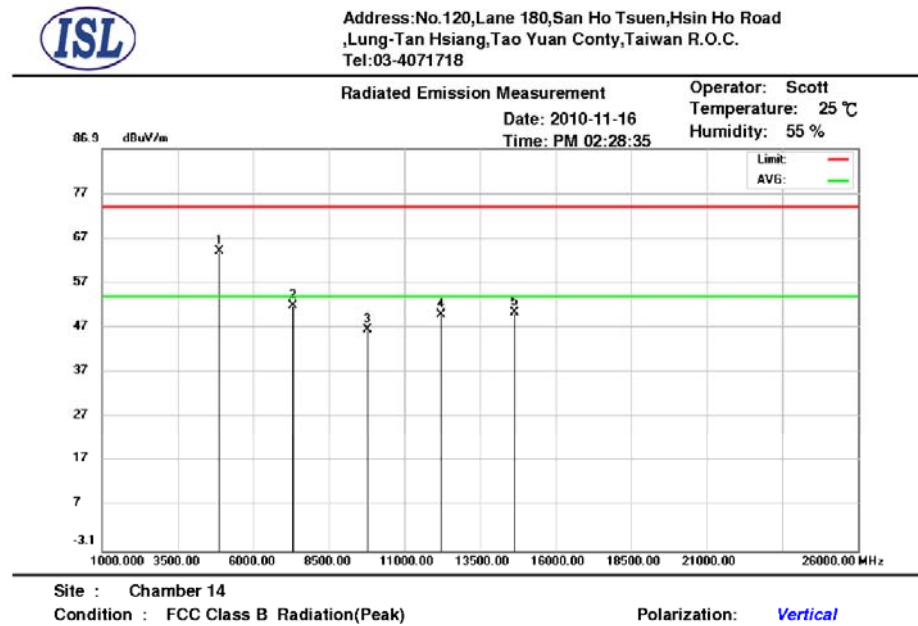 ISL
Address:No.120,Lane 180,San Ho Tsuen,Hsin Ho Road
,Lung-Tan Hsiang,Tao Yuan Conty,Taiwan R.O.C.
Tel:03-4071718
Radiated Emission Measurement
Operator: Scott
Date: 2010-11-16
Temperature: 25 ℃
Time: PM 02:28:35
Humidity: 55 %
86.9 dBuV/m
Limit:
AVG:
77
67
57
47
37
27
17
7
-3.1
1
2
3
4
5
1000.000 3500.00 6000.00 8500.00 11000.00 13500.00 16000.00 18500.00 21000.00 26000.00 MHz
Site : Chamber 14
Condition : FCC Class B Radiation(Peak) Polarization: Vertical